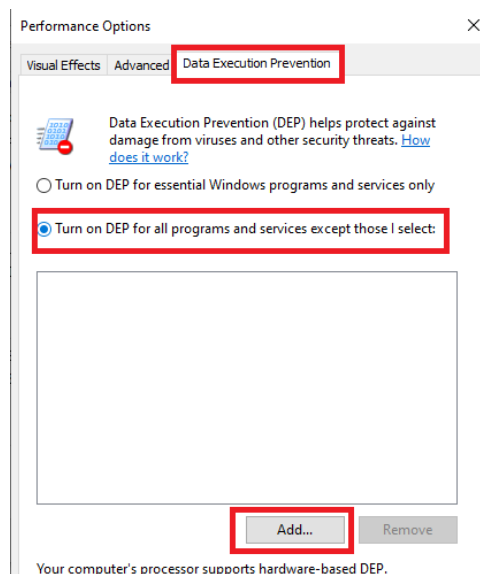 Performance Options
Visual Effects Advanced Data Execution Prevention
Data Execution Prevention (DEP) helps protect against
damage from viruses and other security threats. How
does it work?
Turn on DEP for essential Windows programs and services only
Turn on DEP for all programs and services except those I select:
Add... Remove
Your computer's processor supports hardware-based DEP.